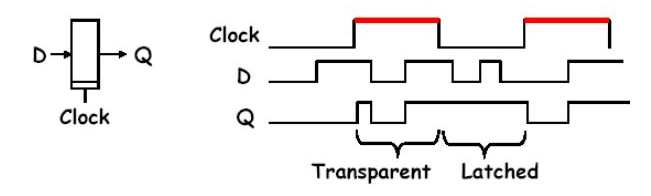 D Q
Clock
Clock
D
Q
Transparent Latched